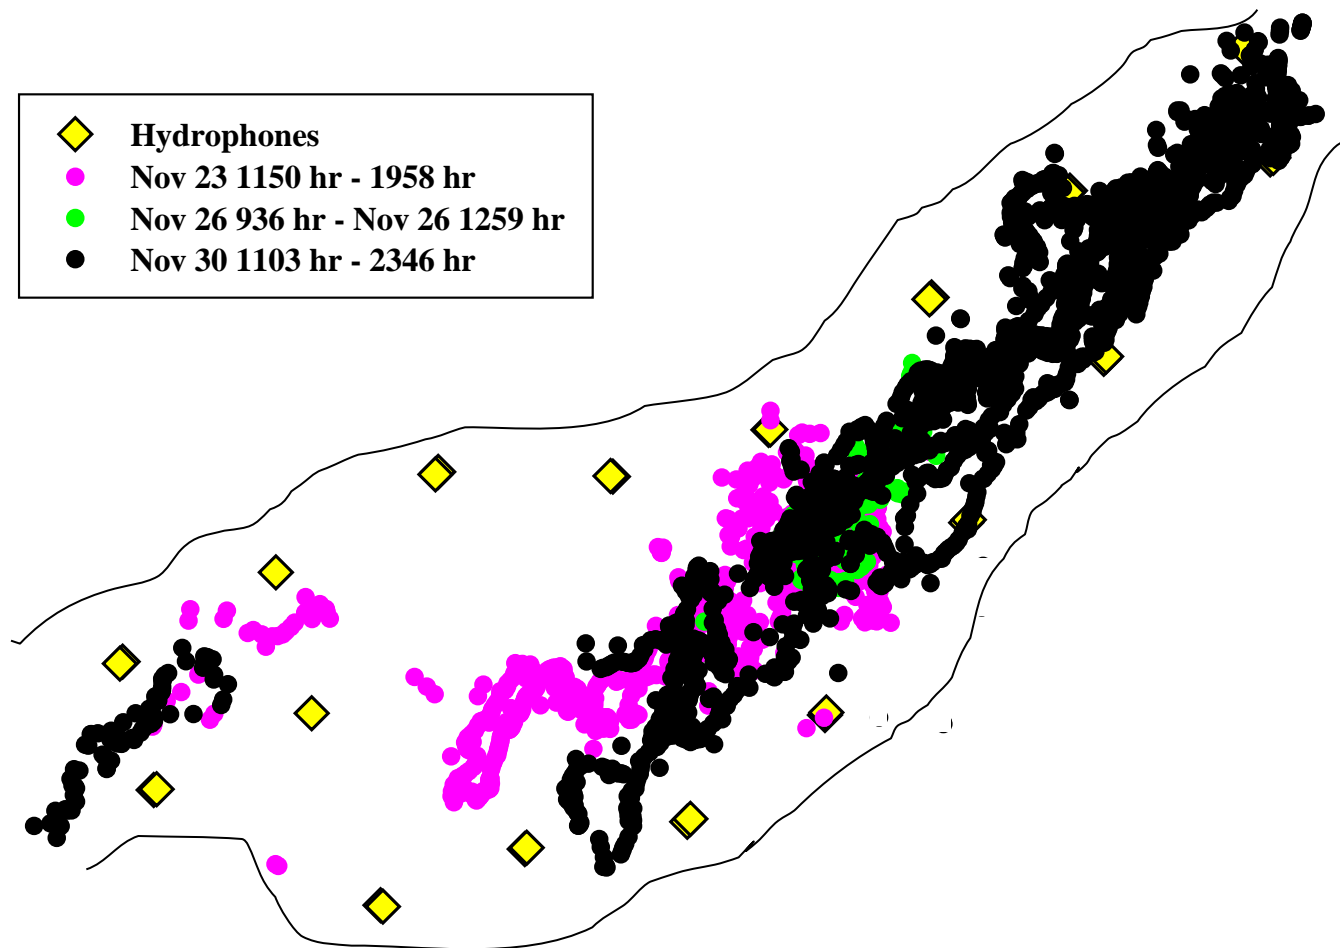 Hydrophones
Nov 23 1150 hr - 1958 hr
Nov 26 936 hr - Nov 26 1259 hr
Nov 30 1103 hr - 2346 hr